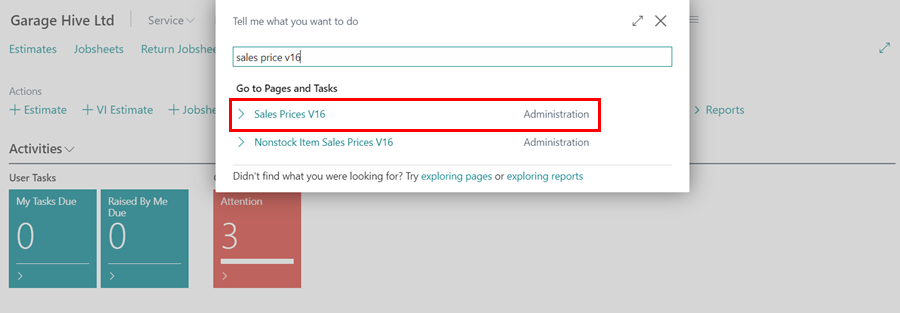 Garage Hive Ltd
Service
Tell me what you want to do
Estimates Jobsheets Return Jobshe
sales price v16
Go to Pages and Tasks
Actions
+ Estimate + VI Estimate + Jobsh
Sales Prices V16 Administration
> Reports
Nonstock Item Sales Prices V16 Administration
Activities
Didn't find what you were looking for? Try exploring pages or exploring reports
User Tasks
My Tasks Due
0
Raised By Me Due
0
Attention
3